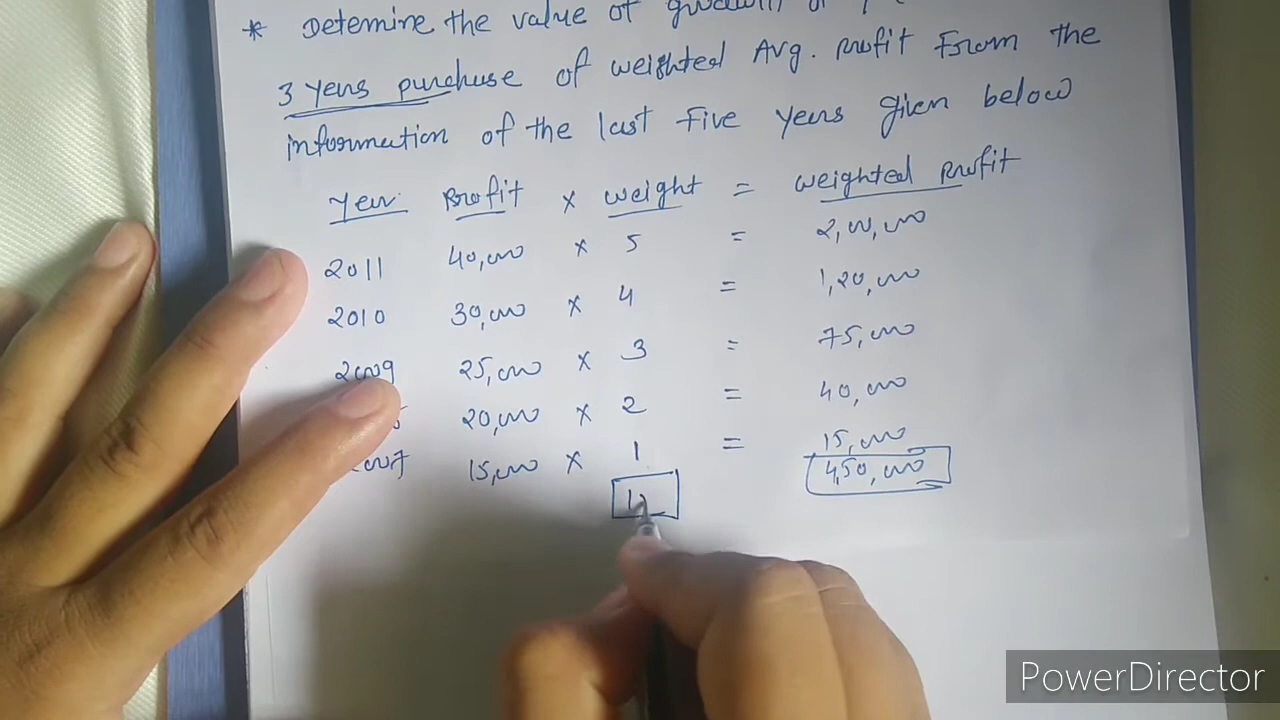 * Detemine the value of
3 years purchase of weighted Avg. Profit From the
information of the last Five years given below
Year Profit × weight = weighted Profit
2011 40,000 × 5 = 2,00,000
2010 30,000 × 4 = 1,20,000
2009 25,000 × 3 = 75,000
20,000 × 2 = 40,000
2007 15,000 × 1 = 15,000
4,50,000
PowerDirector